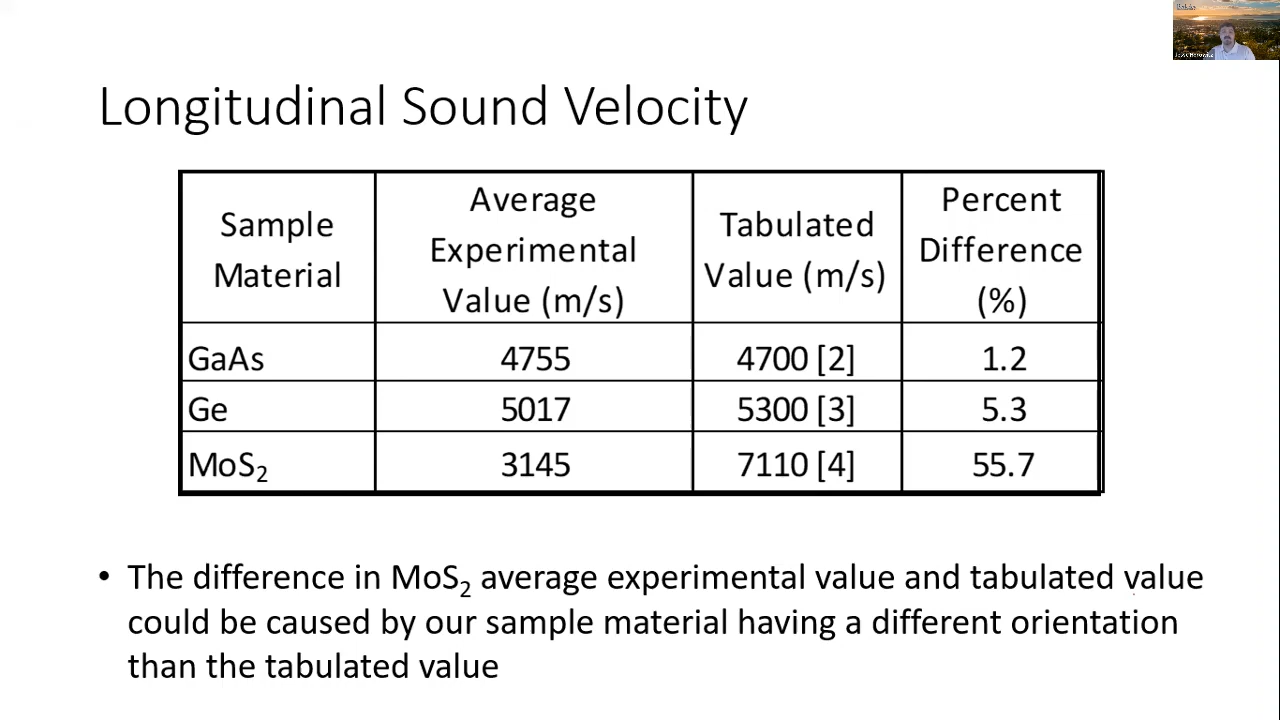 Longitudinal Sound Velocity
Sample Material
Average Experimental Value (m/s)
Tabulated Value (m/s)
Percent Difference (%)
GaAs 4755 4700 [2] 1.2
Ge 5017 5300 [3] 5.3
MoS₂ 3145 7110 [4] 55.7
• The difference in MoS₂ average experimental value and tabulated value
could be caused by our sample material having a different orientation
than the tabulated value